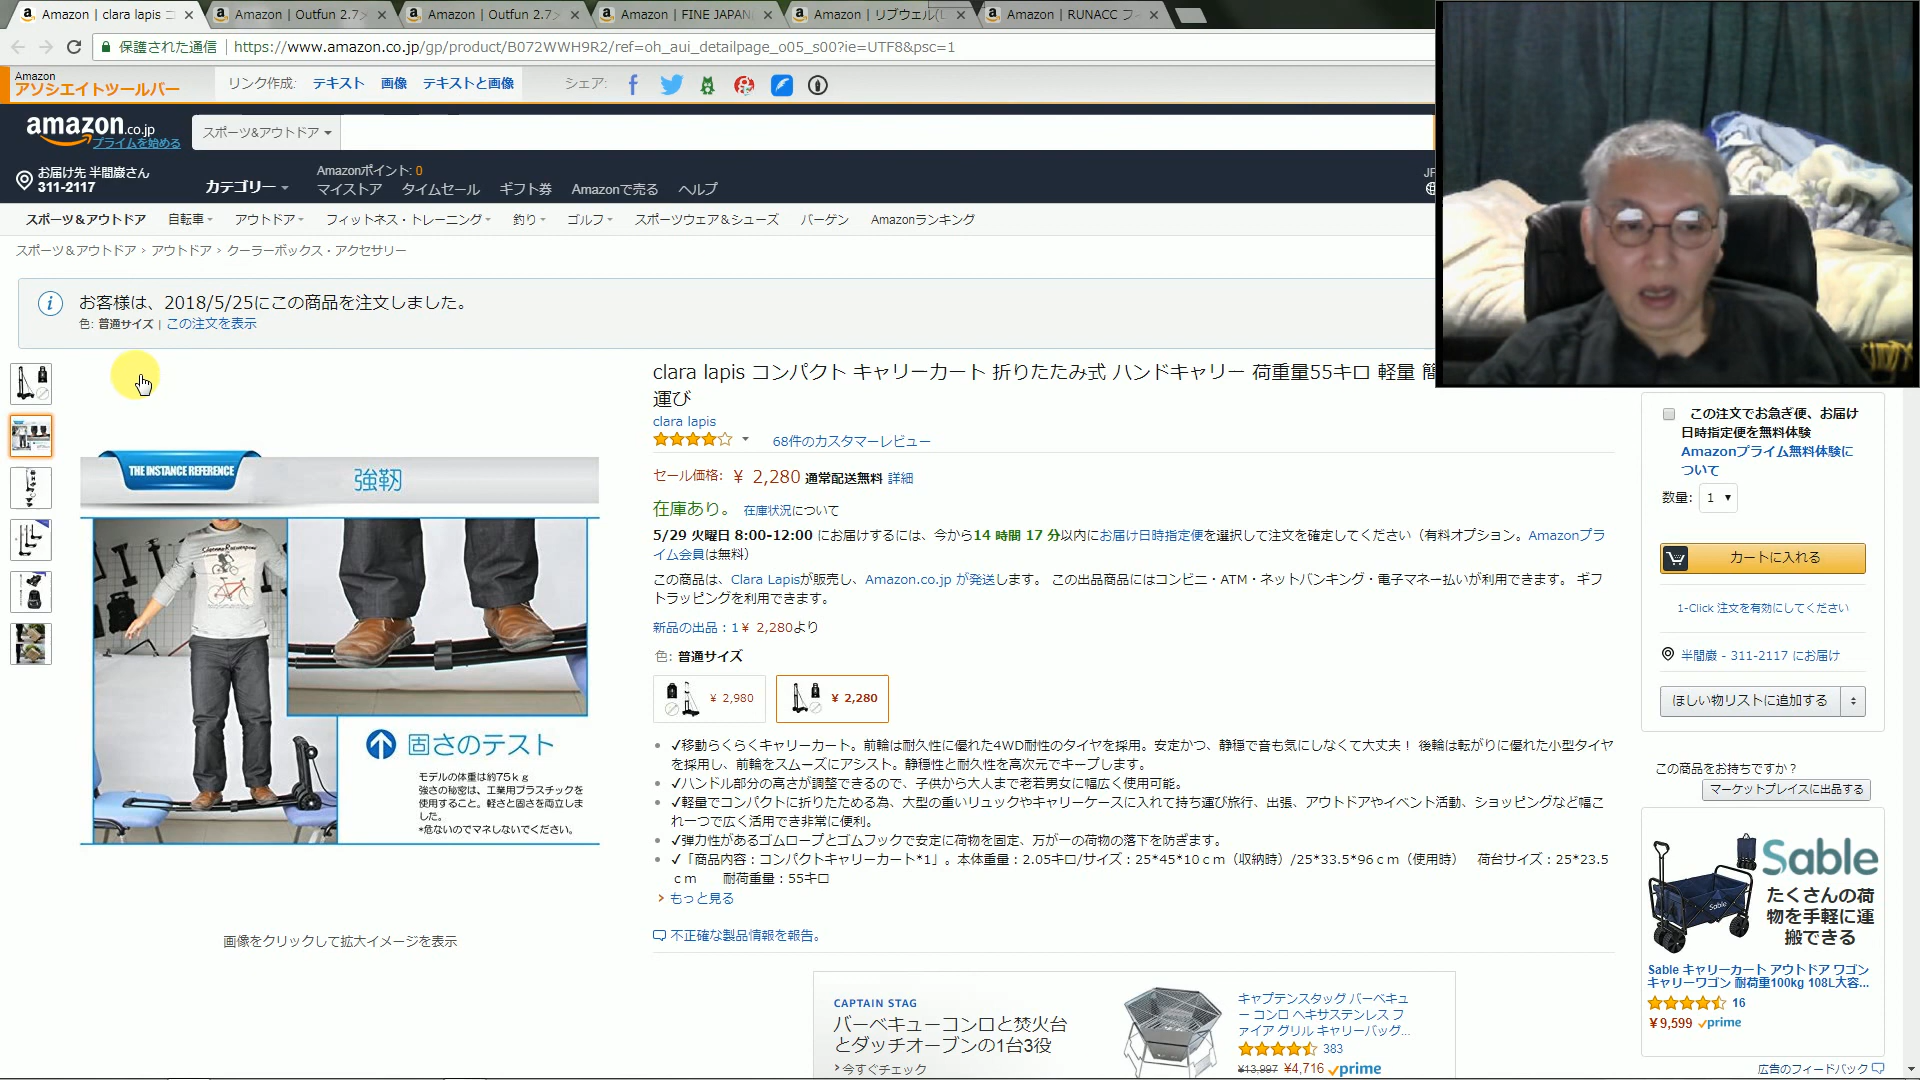 Amazon | clara lapis コ
Amazon | Outfun 2.7
Amazon | Outfun 2.7
Amazon | FINE JAPAN
Amazon | リブウェル(L
Amazon | RUNACC フ
保護された通信 | https://www.amazon.co.jp/gp/product/B072WWH9R2/ref=oh_aui_detailpage_o05_s00?ie=UTF8&psc=1
Amazon
アソシエイトツールバー
リンク作成: テキスト 画像 テキストと画像 シェア:
amazon.co.jp
プライムを始める
スポーツ&アウトドア
お届け先 半間巌さん
311-2117
カテゴリー
Amazonポイント: 0
マイストア タイムセール ギフト券 Amazonで売る ヘルプ
JP
スポーツ＆アウトドア 自転車 アウトドア フィットネス・トレーニング 釣り ゴルフ スポーツウェア＆シューズ バーゲン Amazonランキング
スポーツ＆アウトドア › アウトドア › クーラーボックス・アクセサリー
お客様は、2018/5/25にこの商品を注文しました。
色: 普通サイズ | この注文を表示
THE INSTANCE REFERENCE
強靭
固さのテスト
モデルの体重は約75ｋｇ
強さの秘密は、工業用プラスチックを
使用すること。軽さと固さを両立しま
した。
*危ないのでマネしないでください。
画像をクリックして拡大イメージを表示
clara lapis コンパクト キャリーカート 折りたたみ式 ハンドキャリー 荷重量55キロ 軽量 簡
運び
clara lapis
68件のカスタマーレビュー
セール価格: ￥ 2,280 通常配送無料 詳細
在庫あり。 在庫状況について
5/29 火曜日 8:00-12:00 にお届けするには、今から14 時間 17 分以内にお届け日時指定便を選択して注文を確定してください（有料オプション。Amazonプラ
イム会員は無料）
この商品は、Clara Lapisが販売し、Amazon.co.jp が発送します。 この出品商品にはコンビニ・ATM・ネットバンキング・電子マネー払いが利用できます。 ギフ
トラッピングを利用できます。
新品の出品：1￥ 2,280より
色: 普通サイズ
￥ 2,980
￥ 2,280
✓移動らくらくキャリーカート。前輪は耐久性に優れた4WD耐性のタイヤを採用。安定かつ、静穏で音も気にしなくて大丈夫！ 後輪は転がりに優れた小型タイヤ
を採用し、前輪をスムーズにアシスト。静穏性と耐久性を高次元でキープします。
✓ハンドル部分の高さが調整できるので、子供から大人まで老若男女に幅広く使用可能。
✓軽量でコンパクトに折りたためる為、大型の重いリュックやキャリーケースに入れて持ち運び旅行、出張、アウトドアやイベント活動、ショッピングなど幅こ
れ一つで広く活用でき非常に便利。
✓弾力性があるゴムロープとゴムフックで安定に荷物を固定、万が一の荷物の落下を防ぎます。
✓「商品内容：コンパクトキャリーカート*1」。本体重量：2.05キロ/サイズ：25*45*10ｃｍ（収納時）/25*33.5*96ｃｍ（使用時） 荷台サイズ：25*23.5
ｃｍ 耐荷重量：55キロ
› もっと見る
不正確な製品情報を報告。
CAPTAIN STAG
バーベキューコンロと焚火台
とダッチオーブンの1台3役
›今すぐチェック
キャプテンスタッグ バーベキュ
ー コンロ ヘキサステンレス フ
ァイア グリル キャリーバッグ...
383
¥13,997 ¥4,716 prime
この注文でお急ぎ便、お届け
日時指定便を無料体験
Amazonプライム無料体験に
ついて
数量: 1
カートに入れる
1-Click 注文を有効にしてください
半間巌 - 311-2117 にお届け
ほしい物リストに追加する
この商品をお持ちですか？
マーケットプレイスに出品する
Sable
たくさんの荷
物を手軽に運
搬できる
Sable キャリーカート アウトドア ワゴン
キャリーワゴン 耐荷重100kg 108L大容...
16
￥9,599 prime
広告のフィードバック